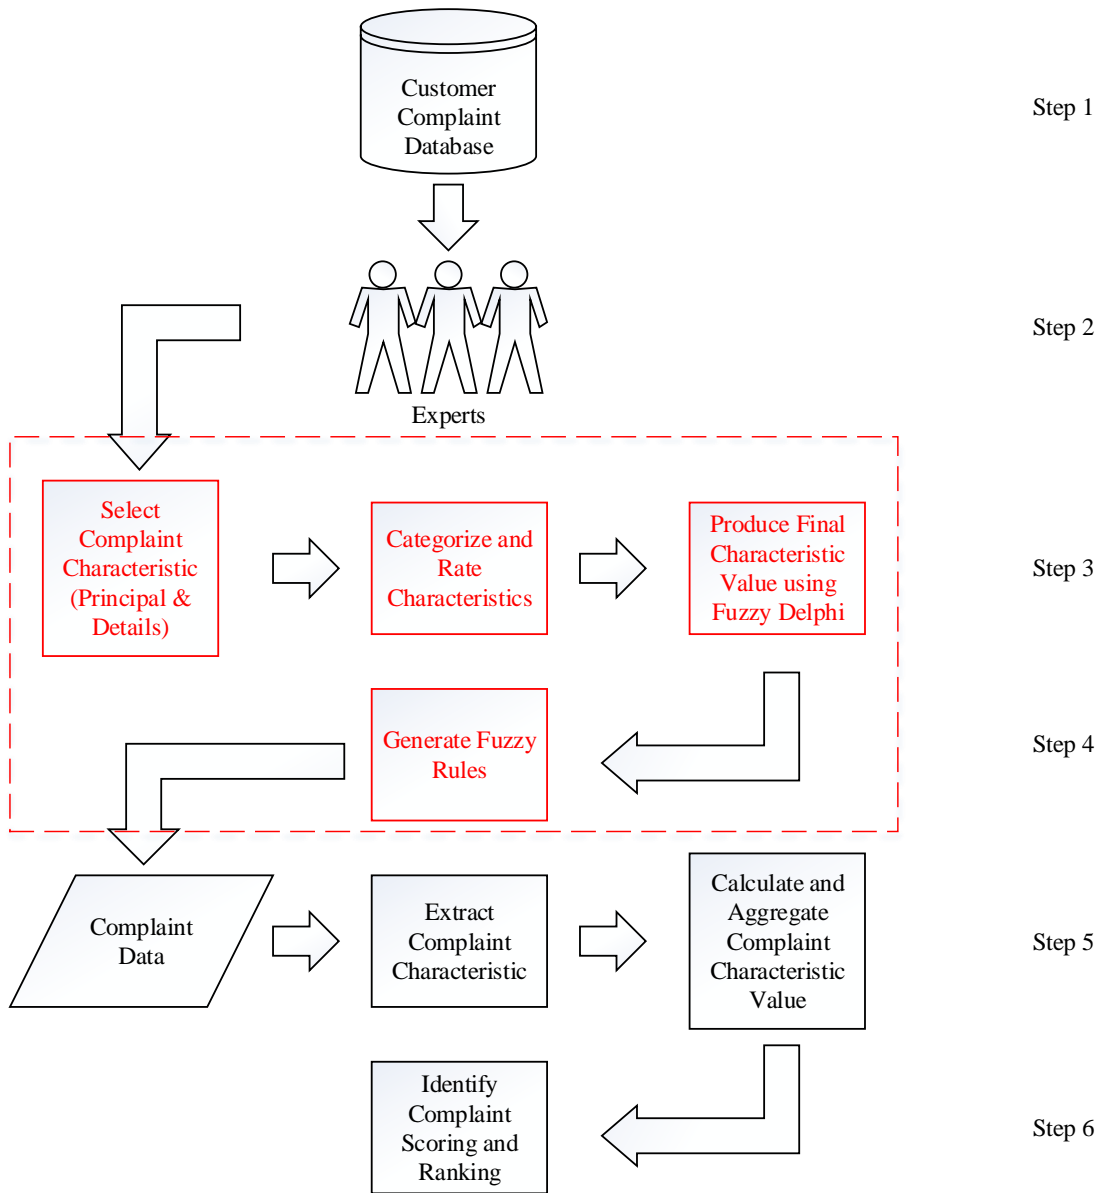 Customer
Complaint
Database
Step 1
Step 2
Experts
Select
Complaint
Characteristic
(Principal &
Details)
Categorize and
Rate
Characteristics
Produce Final
Characteristic
Value using
Fuzzy Delphi
Step 3
Generate Fuzzy
Rules
Step 4
Complaint
Data
Extract
Complaint
Characteristic
Calculate and
Aggregate
Complaint
Characteristic
Value
Step 5
Identify
Complaint
Scoring and
Ranking
Step 6